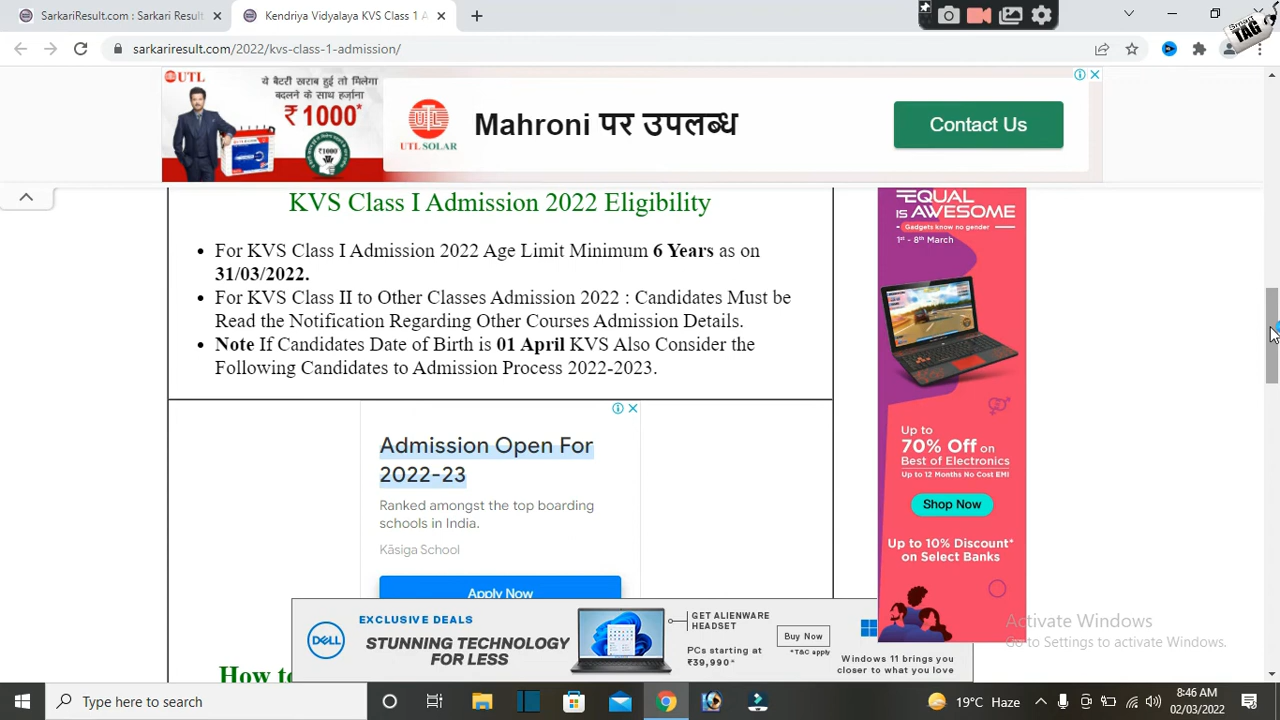 SarkariResult.com : Sarkari Result
Kendriya Vidyalaya KVS Class 1 A
sarkariresult.com/2022/kvs-class-1-admission/
Smart
TAG
UTL
ये बैटरी खराब हुई तो मिलेगा
बदलने के साथ हर्जाना
₹1000*
₹1000
UTL SOLAR
Mahroni पर उपलब्ध
Contact Us
KVS Class I Admission 2022 Eligibility
For KVS Class I Admission 2022 Age Limit Minimum 6 Years as on
31/03/2022.
For KVS Class II to Other Classes Admission 2022 : Candidates Must be
Read the Notification Regarding Other Courses Admission Details.
Note If Candidates Date of Birth is 01 April KVS Also Consider the
Following Candidates to Admission Process 2022-2023.
Admission Open For
2022-23
Ranked amongst the top boarding
schools in India.
Kāsiga School
Apply Now
EQUAL
IS AWESOME
Gadgets know no gender
1st - 8th March
Up to
70% Off on
Best of Electronics
Up to 12 Months No Cost EMI
Shop Now
Up to 10% Discount*
on Select Banks
DELL
EXCLUSIVE DEALS
STUNNING TECHNOLOGY
FOR LESS
GET ALIENWARE
HEADSET
PCs starting at
₹39,990*
Buy Now
*T&C apply
Windows 11 brings you
closer to what you love
Activate Windows
Go to Settings to activate Windows.
How to
Type here to search
19°C Haze
8:46 AM
02/03/2022